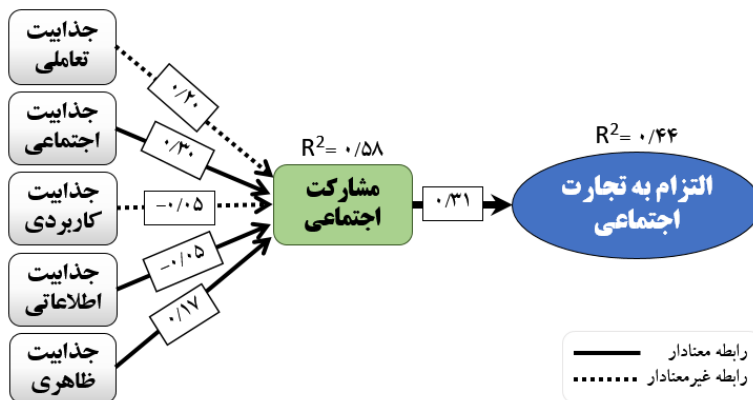 جذابیت
تعاملی
جذابیت
اجتماعی
جذابیت
کاربردی
جذابیت
اطلاعاتی
جذابیت
ظاهری
۰/۲۰
۰/۳۰
-۰/۰۵
-۰/۰۵
۰/۱۷
R²= ۰/۵۸
مشارکت
اجتماعی
۰/۳۱
R²= ۰/۴۴
التزام به تجارت
اجتماعی
رابطه معنادار
رابطه غیرمعنادار